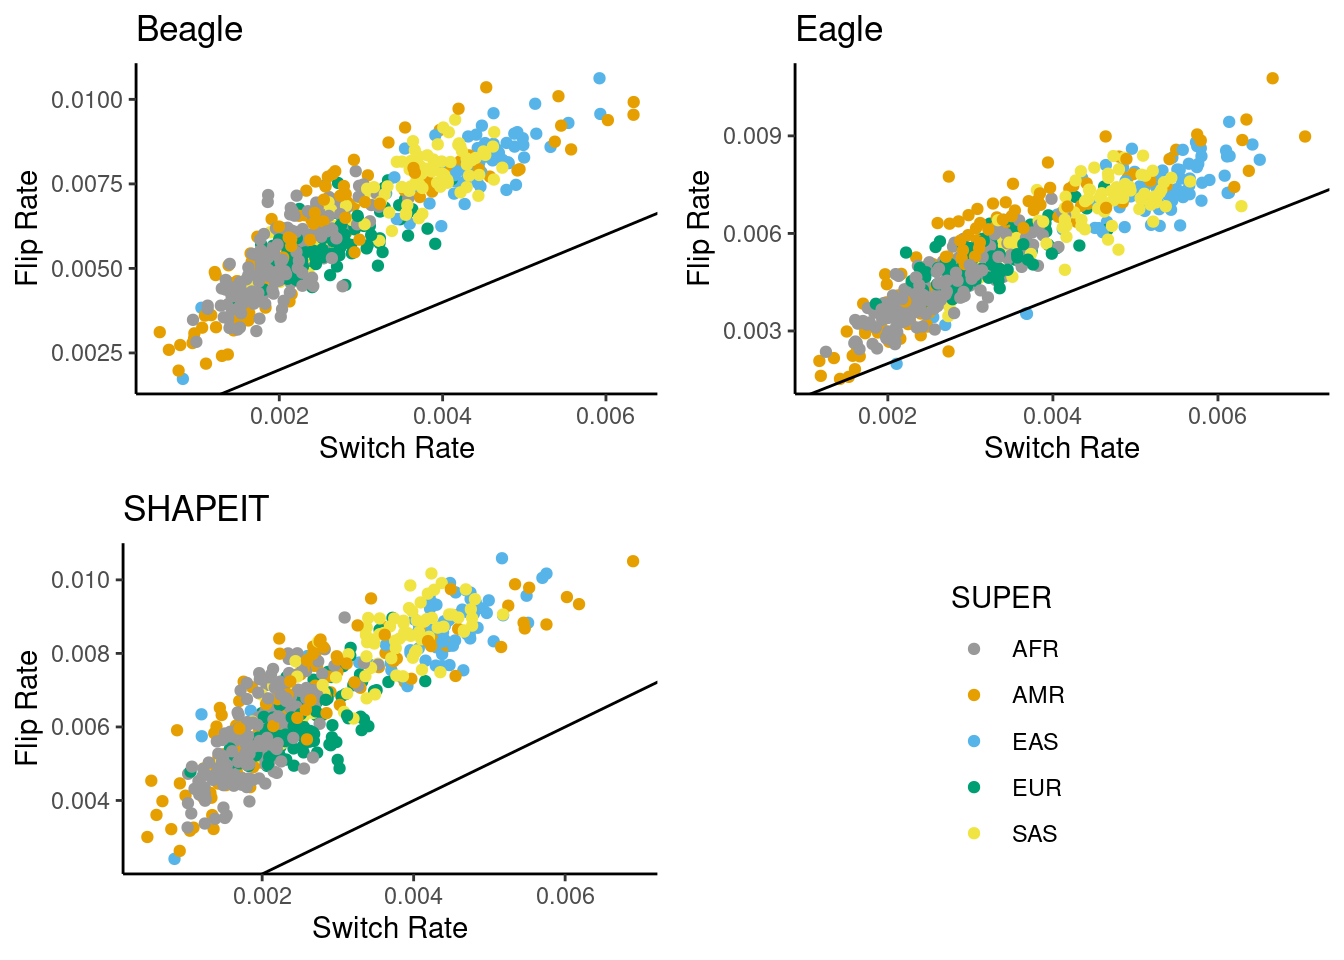 Beagle
0.0100
0.0075
0.0050
0.0025
Flip Rate
0.002 0.004 0.006
Switch Rate
Eagle
0.009
0.006
0.003
Flip Rate
0.002 0.004 0.006
Switch Rate
SHAPEIT
0.010
0.008
0.006
0.004
Flip Rate
0.002 0.004 0.006
Switch Rate
SUPER
AFR
AMR
EAS
EUR
SAS